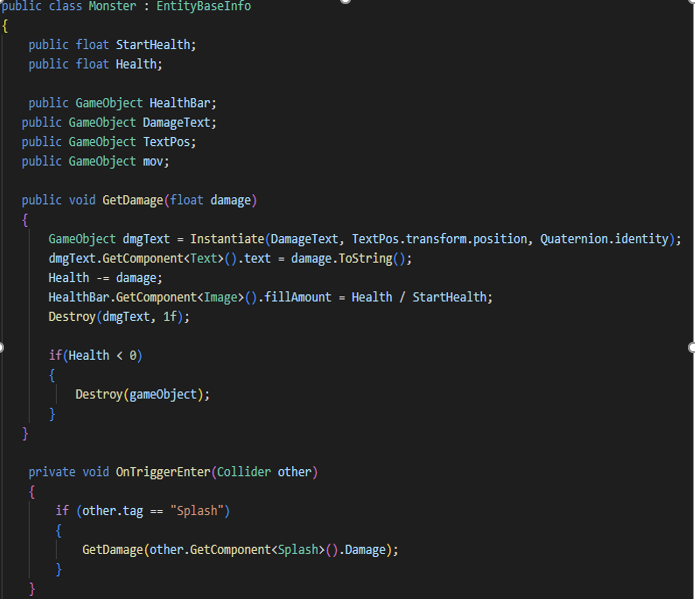 public class Monster : EntityBaseInfo
{
public float StartHealth;
public float Health;
public GameObject HealthBar;
public GameObject DamageText;
public GameObject TextPos;
public GameObject mov;
public void GetDamage(float damage)
{
GameObject dmgText = Instantiate(DamageText, TextPos.transform.position, Quaternion.identity);
dmgText.GetComponent<Text>().text = damage.ToString();
Health -= damage;
HealthBar.GetComponent<Image>().fillAmount = Health / StartHealth;
Destroy(dmgText, 1f);
if(Health < 0)
{
Destroy(gameObject);
}
}
private void OnTriggerEnter(Collider other)
{
if (other.tag == "Splash")
{
GetDamage(other.GetComponent<Splash>().Damage);
}
}